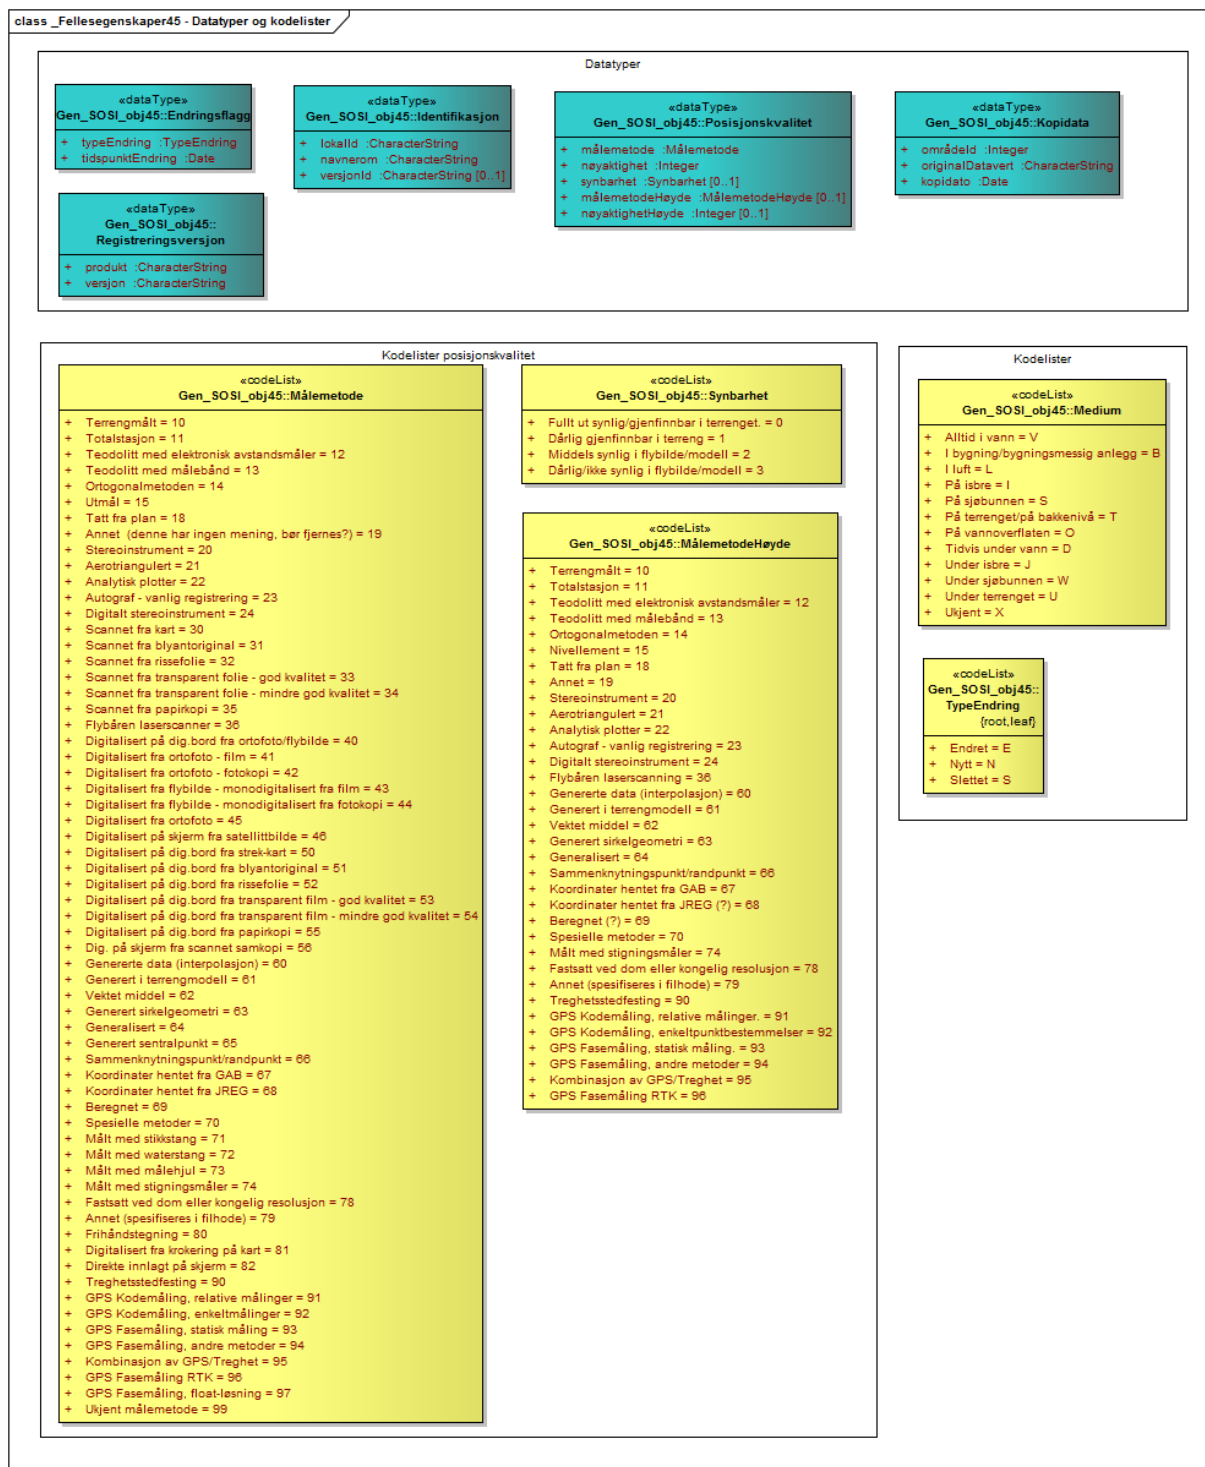 class _Fellesegenskaper45 - Datatyper og kodelister
Datatyper
«dataType»
Gen_SOSI_obj45::Endringsflagg
+ typeEndring :TypeEndring
+ tidspunktEndring :Date
«dataType»
Gen_SOSI_obj45::Identifikasjon
+ lokalId :CharacterString
+ navnerom :CharacterString
+ versjonId :CharacterString [0..1]
«dataType»
Gen_SOSI_obj45::Posisjonskvalitet
+ målemetode :Målemetode
+ nøyaktighet :Integer
+ synbarhet :Synbarhet [0..1]
+ målemetodeHøyde :MålemetodeHøyde [0..1]
+ nøyaktighetHøyde :Integer [0..1]
«dataType»
Gen_SOSI_obj45::Kopidata
+ områdeId :Integer
+ originalDatavert :CharacterString
+ kopidato :Date
«dataType»
Gen_SOSI_obj45::
Registreringsversjon
+ produkt :CharacterString
+ versjon :CharacterString
Kodelister posisjonskvalitet
«codeList»
Gen_SOSI_obj45::Målemetode
+ Terrengmålt = 10
+ Totalstasjon = 11
+ Teodolitt med elektronisk avstandsmåler = 12
+ Teodolitt med målebånd = 13
+ Ortogonalmetoden = 14
+ Utmål = 15
+ Tatt fra plan = 18
+ Annet (denne har ingen mening, bør fjernes?) = 19
+ Stereoinstrument = 20
+ Aerotriangulert = 21
+ Analytisk plotter = 22
+ Autograf - vanlig registrering = 23
+ Digitalt stereoinstrument = 24
+ Scannet fra kart = 30
+ Scannet fra blyantoriginal = 31
+ Scannet fra rissefolie = 32
+ Scannet fra transparent folie - god kvalitet = 33
+ Scannet fra transparent folie - mindre god kvalitet = 34
+ Scannet fra papirkopi = 35
+ Flybåren laserscanner = 36
+ Digitalisert på dig.bord fra ortofoto/flybilde = 40
+ Digitalisert fra ortofoto - film = 41
+ Digitalisert fra ortofoto - fotokopi = 42
+ Digitalisert fra flybilde - monodigitalisert fra film = 43
+ Digitalisert fra flybilde - monodigitalisert fra fotokopi = 44
+ Digitalisert fra ortofoto = 45
+ Digitalisert på skjerm fra satellittbilde = 46
+ Digitalisert på dig.bord fra strek-kart = 50
+ Digitalisert på dig.bord fra blyantoriginal = 51
+ Digitalisert på dig.bord fra rissefolie = 52
+ Digitalisert på dig.bord fra transparent film - god kvalitet = 53
+ Digitalisert på dig.bord fra transparent film - mindre god kvalitet = 54
+ Digitalisert på dig.bord fra papirkopi = 55
+ Dig. på skjerm fra scannet samkopi = 56
+ Genererte data (interpolasjon) = 60
+ Generert i terrengmodell = 61
+ Vektet middel = 62
+ Generert sirkelgeometri = 63
+ Generalisert = 64
+ Generert sentralpunkt = 65
+ Sammenknytningspunkt/randpunkt = 66
+ Koordinater hentet fra GAB = 67
+ Koordinater hentet fra JREG = 68
+ Beregnet = 69
+ Spesielle metoder = 70
+ Målt med stikkstang = 71
+ Målt med waterstang = 72
+ Målt med målehjul = 73
+ Målt med stigningsmåler = 74
+ Fastsatt ved dom eller kongelig resolusjon = 78
+ Annet (spesifiseres i filhode) = 79
+ Frihåndstegning = 80
+ Digitalisert fra krokering på kart = 81
+ Direkte innlagt på skjerm = 82
+ Treghetsstedfesting = 90
+ GPS Kodemåling, relative målinger = 91
+ GPS Kodemåling, enkeltmålinger = 92
+ GPS Fasemåling, statisk måling = 93
+ GPS Fasemåling, andre metoder = 94
+ Kombinasjon av GPS/Treghet = 95
+ GPS Fasemåling RTK = 96
+ GPS Fasemåling, float-løsning = 97
+ Ukjent målemetode = 99
«codeList»
Gen_SOSI_obj45::Synbarhet
+ Fullt ut synlig/gjenfinnbar i terrenget. = 0
+ Dårlig gjenfinnbar i terreng = 1
+ Middels synlig i flybilde/modell = 2
+ Dårlig/ikke synlig i flybilde/modell = 3
«codeList»
Gen_SOSI_obj45::MålemetodeHøyde
+ Terrengmålt = 10
+ Totalstasjon = 11
+ Teodolitt med elektronisk avstandsmåler = 12
+ Teodolitt med målebånd = 13
+ Ortogonalmetoden = 14
+ Nivellement = 15
+ Tatt fra plan = 18
+ Annet = 19
+ Stereoinstrument = 20
+ Aerotriangulert = 21
+ Analytisk plotter = 22
+ Autograf - vanlig registrering = 23
+ Digitalt stereoinstrument = 24
+ Flybåren laserscanning = 36
+ Genererte data (interpolasjon) = 60
+ Generert i terrengmodell = 61
+ Vektet middel = 62
+ Generert sirkelgeometri = 63
+ Generalisert = 64
+ Sammenknytningspunkt/randpunkt = 66
+ Koordinater hentet fra GAB = 67
+ Koordinater hentet fra JREG (?) = 68
+ Beregnet (?) = 69
+ Spesielle metoder = 70
+ Målt med stigningsmåler = 74
+ Fastsatt ved dom eller kongelig resolusjon = 78
+ Annet (spesifiseres i filhode) = 79
+ Treghetsstedfesting = 90
+ GPS Kodemåling, relative målinger. = 91
+ GPS Kodemåling, enkeltpunktbestemmelser = 92
+ GPS Fasemåling, statisk måling. = 93
+ GPS Fasemåling, andre metoder = 94
+ Kombinasjon av GPS/Treghet = 95
+ GPS Fasemåling RTK = 96
Kodelister
«codeList»
Gen_SOSI_obj45::Medium
+ Alltid i vann = V
+ I bygning/bygningsmessig anlegg = B
+ I luft = L
+ På isbre = I
+ På sjøbunnen = S
+ På terrenget/på bakkenivå = T
+ På vannoverflaten = O
+ Tidvis under vann = D
+ Under isbre = J
+ Under sjøbunnen = W
+ Under terrenget = U
+ Ukjent = X
«codeList»
Gen_SOSI_obj45::
TypeEndring
{root,leaf}
+ Endret = E
+ Nytt = N
+ Slettet = S